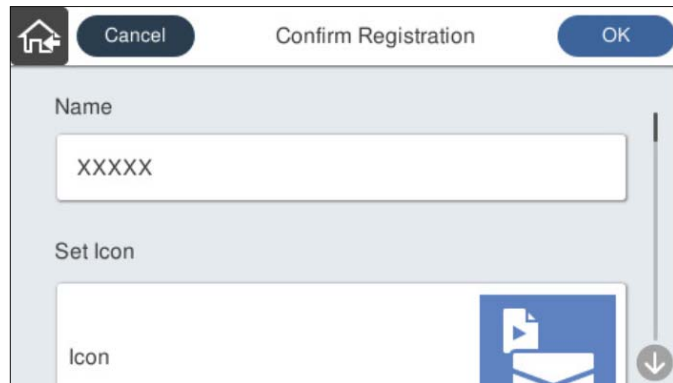 Cancel
Confirm Registration
OK
Name
XXXXX
Set Icon
Icon